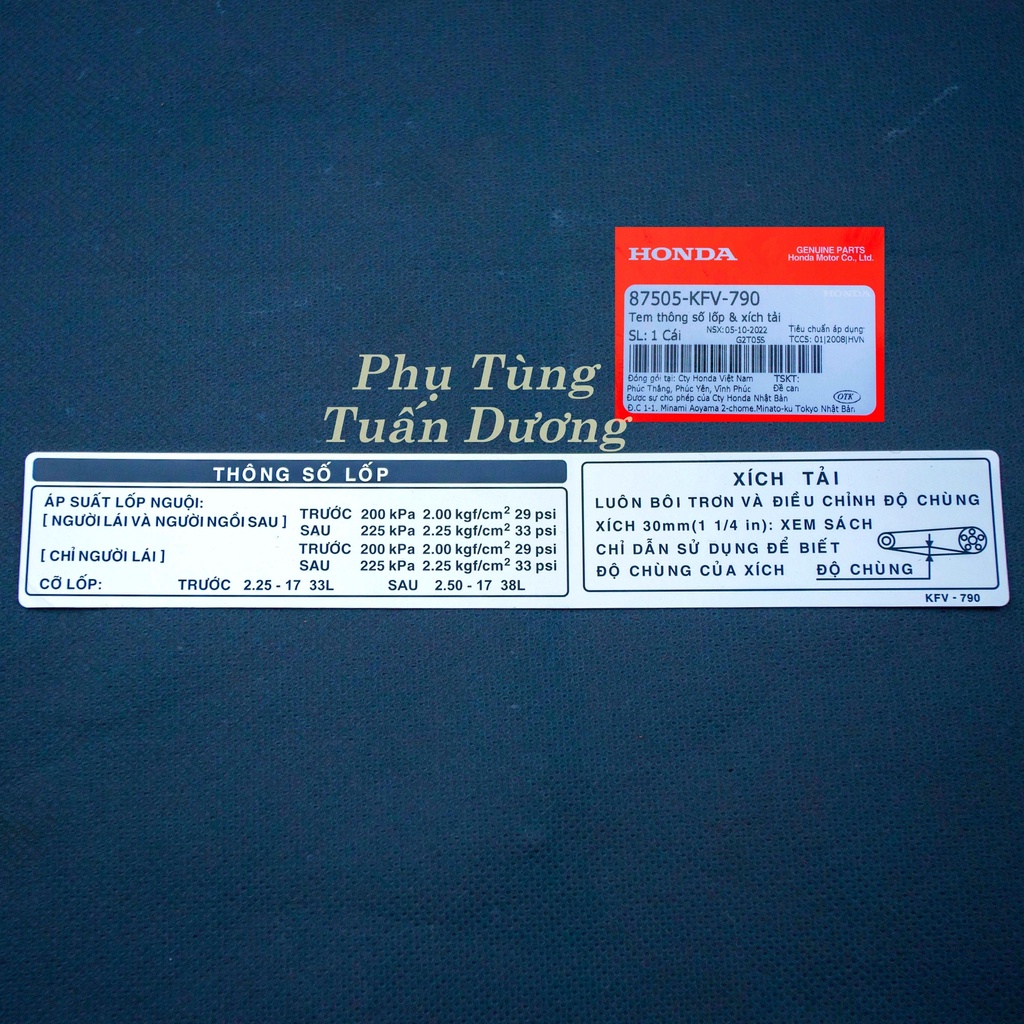 HONDA
GENUINE PARTS
Honda Motor Co., Ltd.
HONDA
87505-KFV-790
Tem thông số lốp & xích tải
SL: 1 Cái
NSX:05-10-2022
G2T05S
Tiêu chuẩn áp dụng:
TCCS: 01|2008|HVN
Đóng gói tại: Cty Honda Việt Nam
TSKT:
Phúc Thắng, Phúc Yên, Vĩnh Phúc
Đề can
Được sự cho phép của Cty Honda Nhật Bản
Đ.C 1-1. Minami Aoyama 2-chome.Minato-ku Tokyo Nhật Bản
OTK
Phụ Tùng
Tuấn Dương
THÔNG SỐ LỐP
ÁP SUẤT LỐP NGUỘI:
[ NGƯỜI LÁI VÀ NGƯỜI NGỒI SAU ] TRƯỚC 200 kPa 2.00 kgf/cm² 29 psi
SAU 225 kPa 2.25 kgf/cm² 33 psi
[ CHỈ NGƯỜI LÁI ] TRƯỚC 200 kPa 2.00 kgf/cm² 29 psi
SAU 225 kPa 2.25 kgf/cm² 33 psi
CỠ LỐP: TRƯỚC 2.25 - 17 33L SAU 2.50 - 17 38L
XÍCH TẢI
LUÔN BÔI TRƠN VÀ ĐIỀU CHỈNH ĐỘ CHÙNG
XÍCH 30mm(1 1/4 in): XEM SÁCH
CHỈ DẪN SỬ DỤNG ĐỂ BIẾT
ĐỘ CHÙNG CỦA XÍCH ĐỘ CHÙNG
KFV - 790